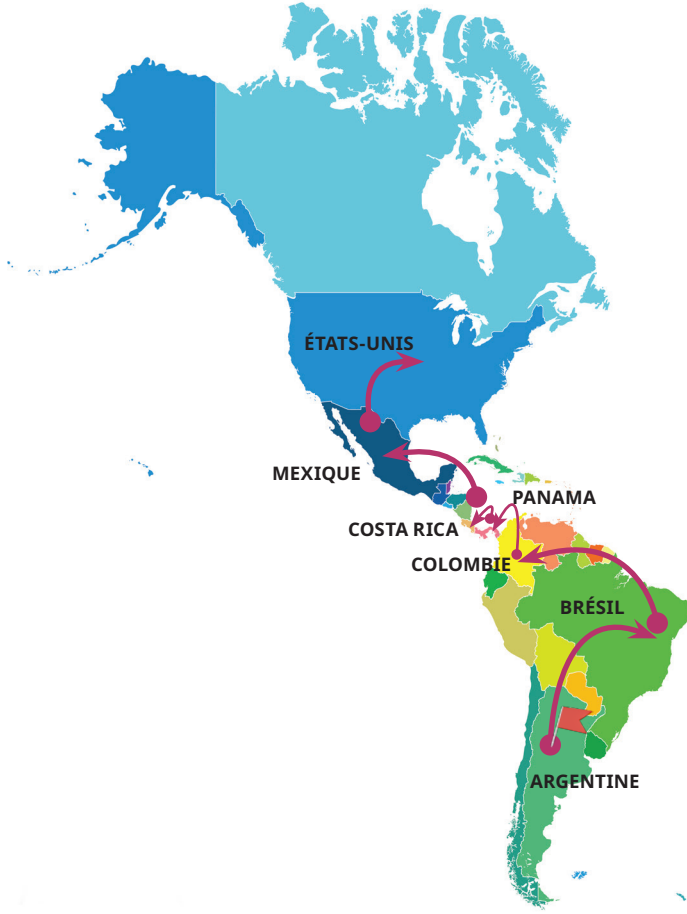 ÉTATS-UNIS
MEXIQUE
PANAMA
COSTA RICA
COLOMBIE
BRÉSIL
ARGENTINE